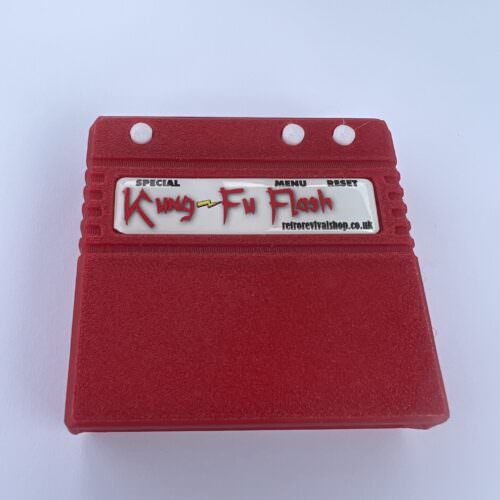 SPECIAL MENU RESET
Kung-Fu Flash
retrorevivalshop.co.uk